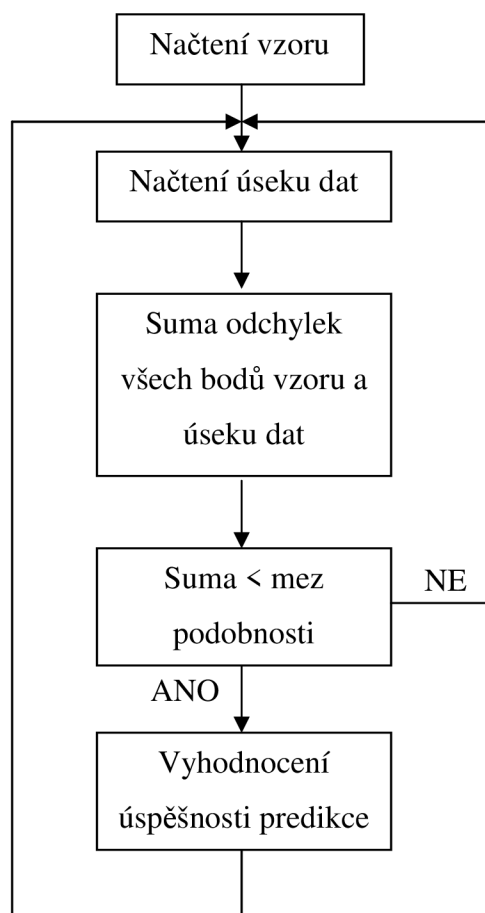 Načtení vzoru
Načtení úseku dat
Suma odchylek
všech bodů vzoru a
úseku dat
Suma < mez
podobnosti
NE
ANO
Vyhodnocení
úspěšnosti predikce